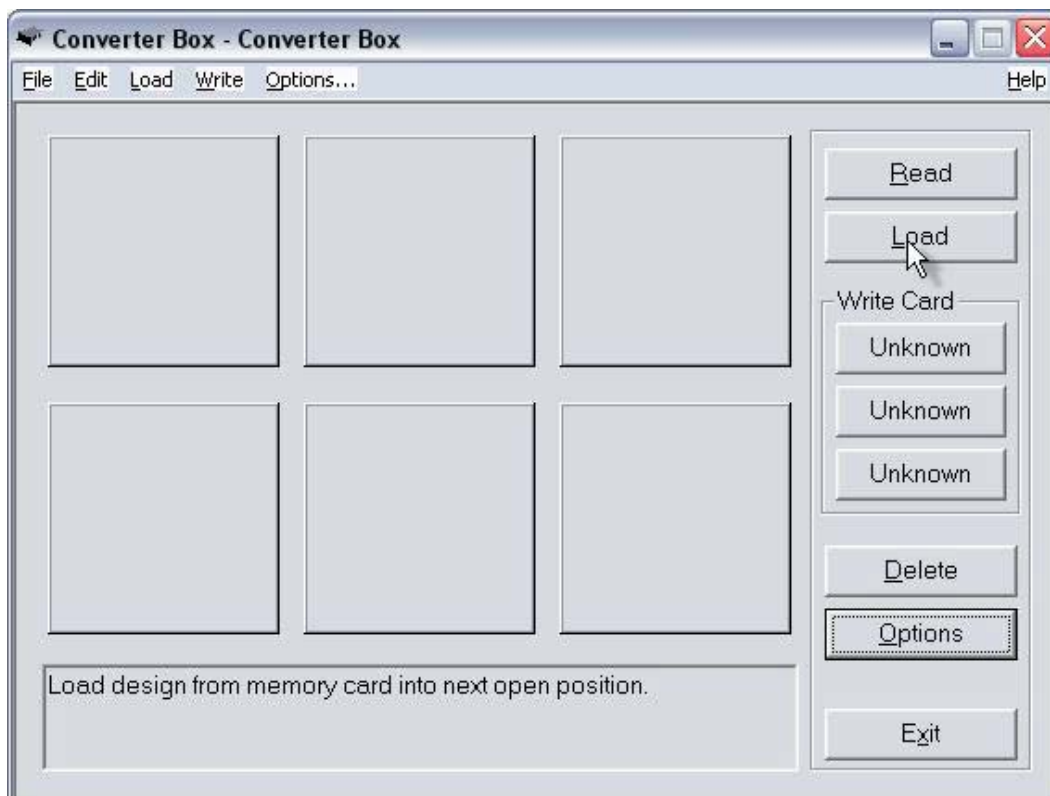 Converter Box - Converter Box
File Edit Load Write Options... Help
Read
Load
Write Card
Unknown
Unknown
Unknown
Delete
Options
Load design from memory card into next open position.
Exit